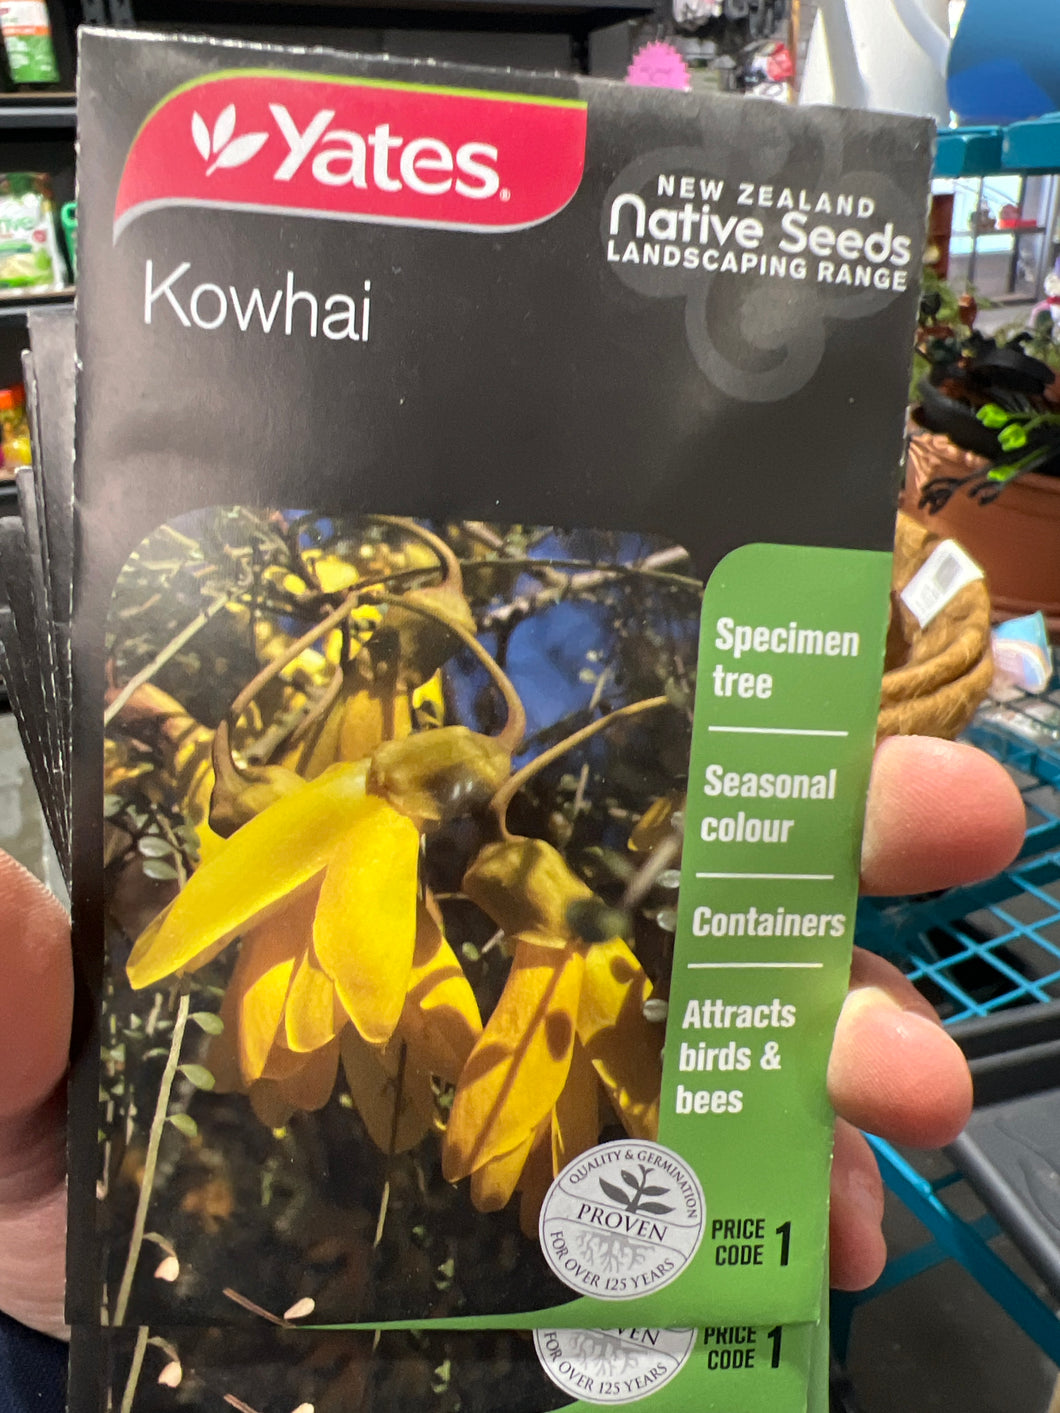 Yates
NEW ZEALAND
Native Seeds
LANDSCAPING RANGE
Kowhai
Specimen
tree
Seasonal
colour
Containers
Attracts
birds &
bees
QUALITY & GERMINATION
PROVEN
FOR OVER 125 YEARS
PRICE
CODE 1
PRICE
CODE 1
FOR OVER 125 YEARS